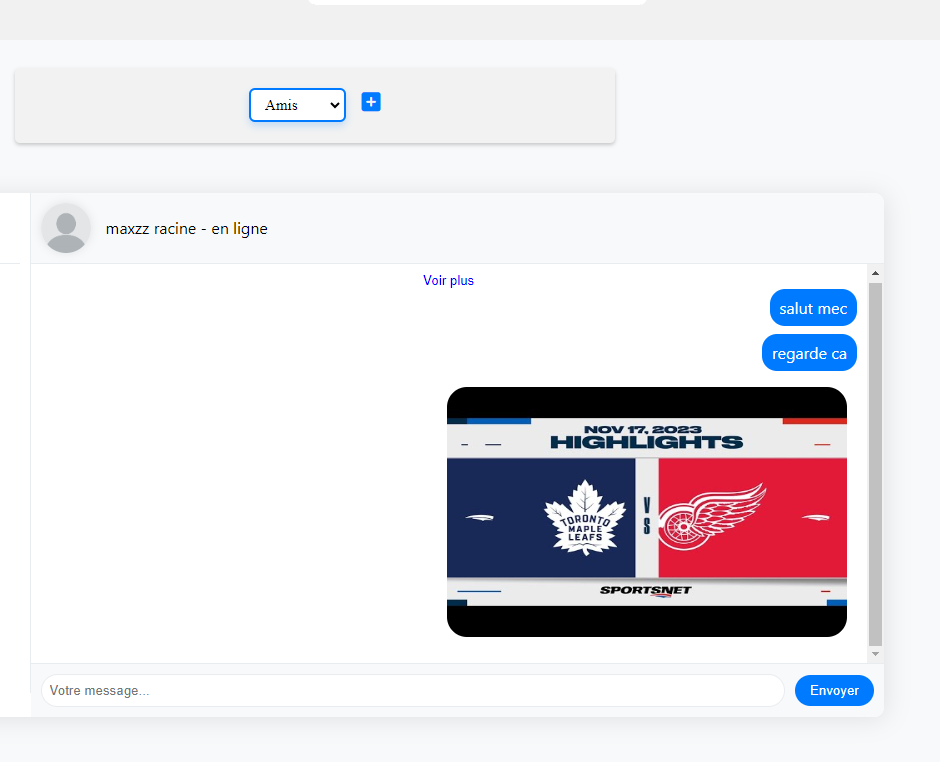 Amis
maxzz racine - en ligne
Voir plus
salut mec
regarde ca
NOV 17, 2023
HIGHLIGHTS
TORONTO
MAPLE
LEAFS
VS
SPORTSNET
Votre message...
Envoyer